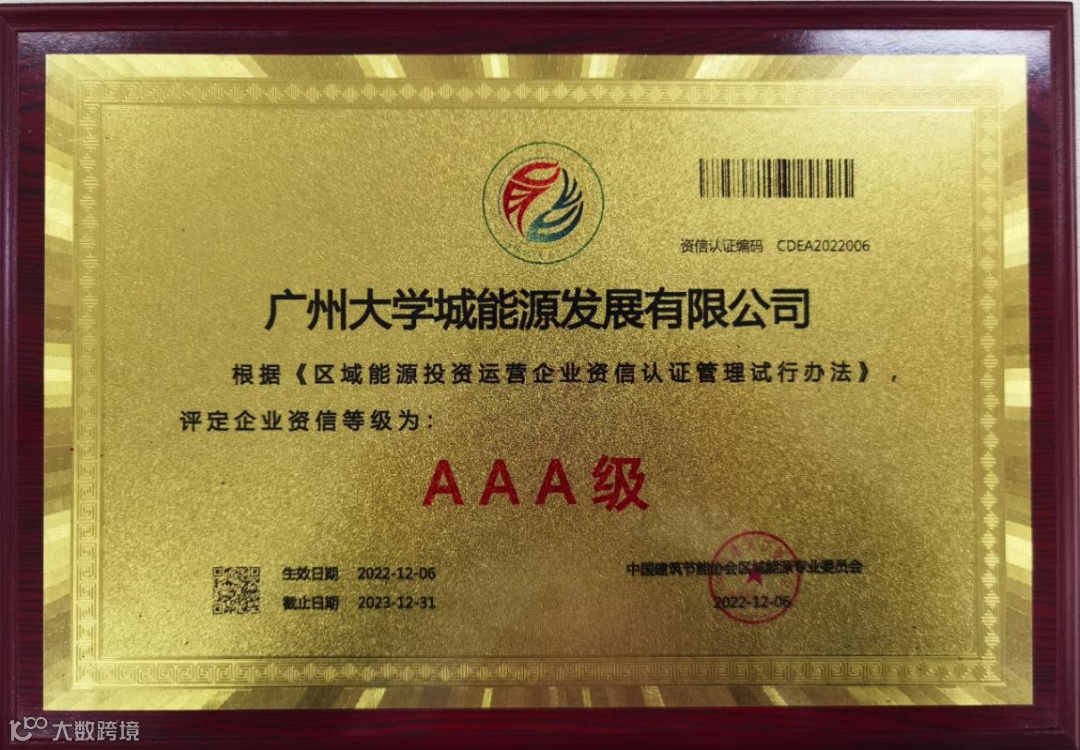 资信认证编码 CDEA2022006
广州大学城能源发展有限公司
根据《区域能源投资运营企业资信认证管理试行办法》，
评定企业资信等级为：
AAA级
生效日期 2022-12-06
截止日期 2023-12-31
中国建筑节能协会区域能源专业委员会
2022-12-06
大数跨境